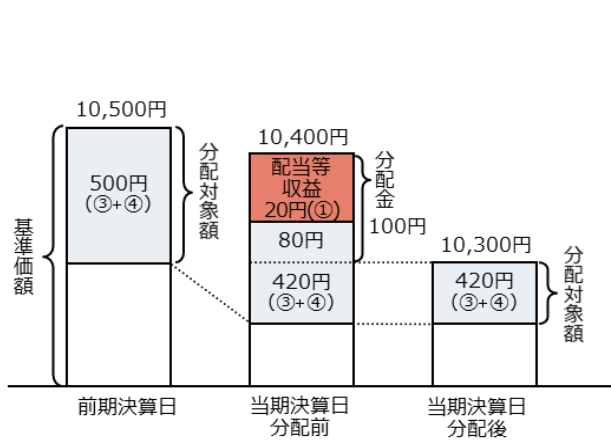 10,500円
500円
(③+④)
分配対象額
基準価額
10,400円
配当等
収益
20円(①)
80円
420円
(③+④)
分配金
100円
10,300円
420円
(③+④)
分配対象額
前期決算日
当期決算日
分配前
当期決算日
分配後